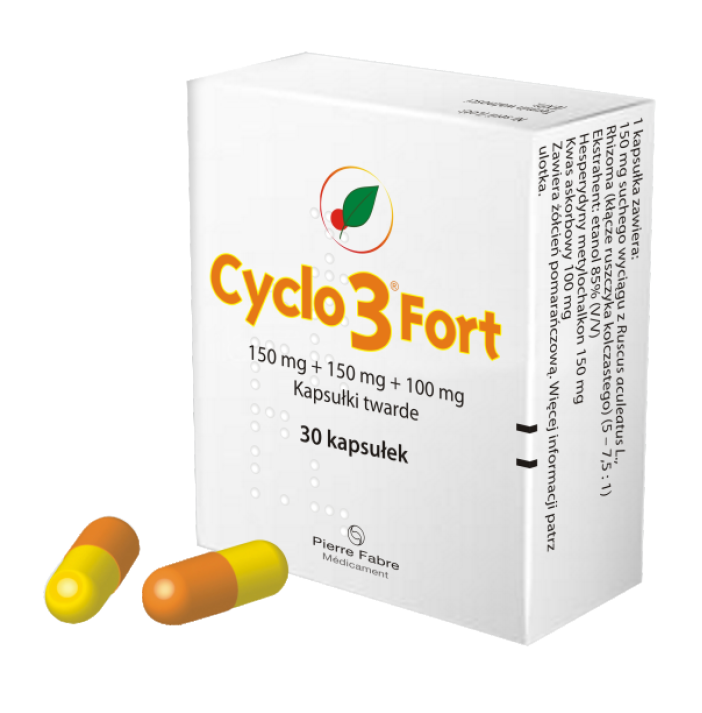 Cyclo 3® Fort
150 mg + 150 mg + 100 mg
Kapsułki twarde
30 kapsułek
Pierre Fabre
Médicament
1 kapsułka zawiera:
150 mg suchego wyciągu z Ruscus aculeatus L.,
Rhizoma (kłącze ruszczyka kolczastego) (5 – 7,5 : 1)
Ekstrahent: etanol 85% (V/V)
Hesperydyny metylochalkon 150 mg
Kwas askorbowy 100 mg
Zawiera żółcień pomarańczową. Więcej informacji patrz
ulotka.